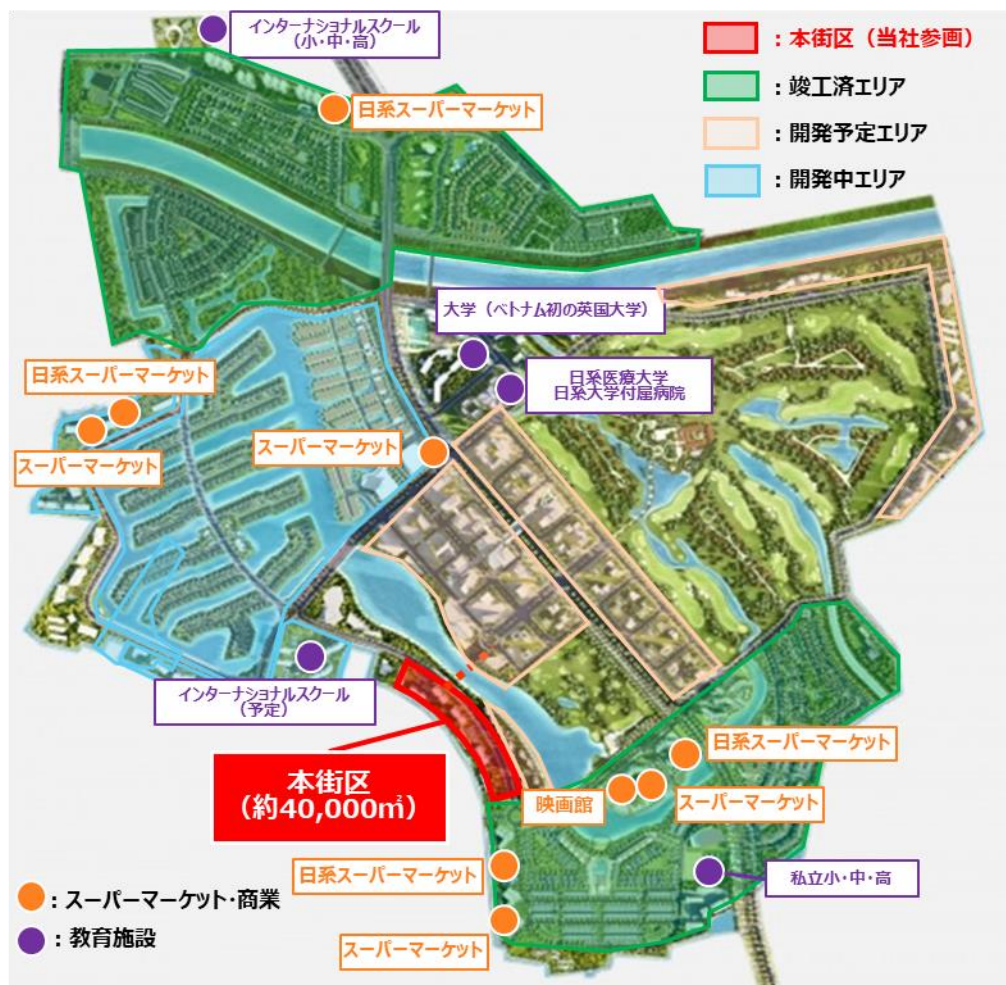 インターナショナルスクール
(小・中・高)
：本街区（当社参画）
日系スーパーマーケット
：竣工済エリア
：開発予定エリア
：開発中エリア
大学（ベトナム初の英国大学）
日系医療大学
日系大学付属病院
日系スーパーマーケット
スーパーマーケット
スーパーマーケット
インターナショナルスクール
(予定)
本街区
（約40,000㎡）
日系スーパーマーケット
映画館
スーパーマーケット
日系スーパーマーケット
私立小・中・高
スーパーマーケット
：スーパーマーケット・商業
：教育施設